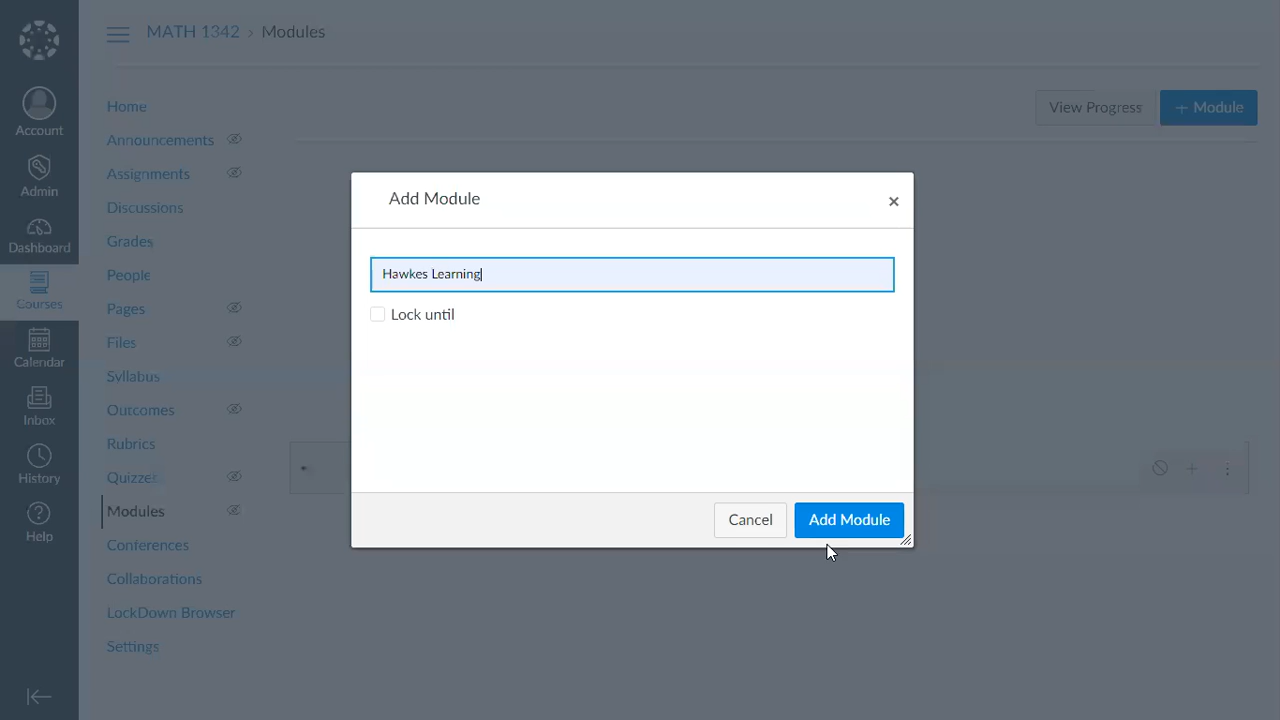 MATH 1342 › Modules
Account
Admin
Dashboard
Courses
Calendar
Inbox
History
Help
Home
Announcements
Assignments
Discussions
Grades
People
Pages
Files
Syllabus
Outcomes
Rubrics
Quizzes
Modules
Conferences
Collaborations
LockDown Browser
Settings
View Progress
+ Module
Add Module
×
Hawkes Learning
Lock until
Cancel
Add Module